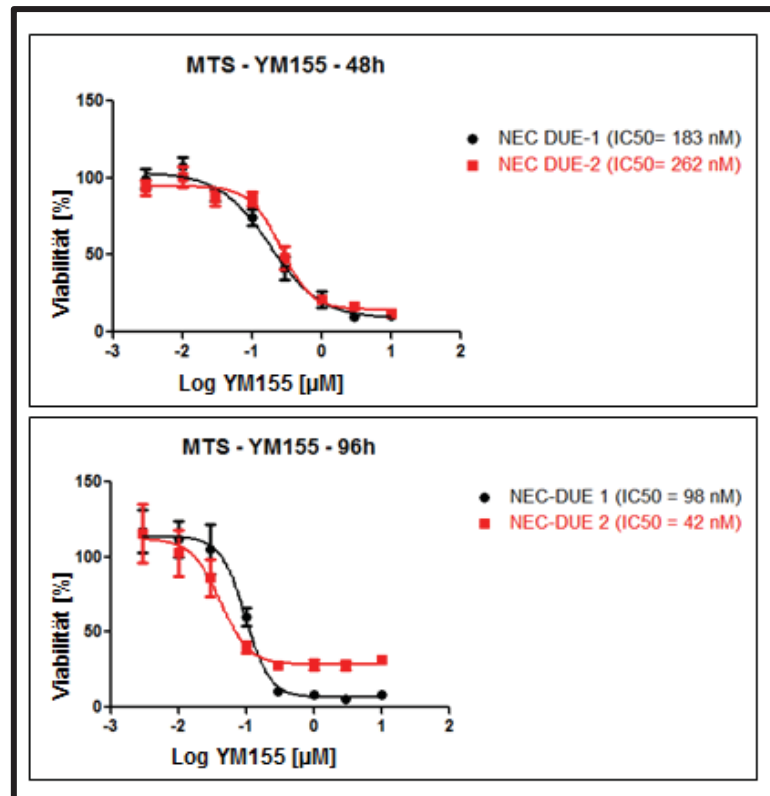 MTS - YM155 - 48h
150
100
50
0
-3 -2 -1 0 1 2
Viabilität [%]
Log YM155 [µM]
NEC DUE-1 (IC50= 183 nM)
NEC DUE-2 (IC50= 262 nM)
MTS - YM155 - 96h
150
100
50
0
-3 -2 -1 0 1 2
Viabilität [%]
Log YM155 [µM]
NEC-DUE 1 (IC50 = 98 nM)
NEC-DUE 2 (IC50 = 42 nM)